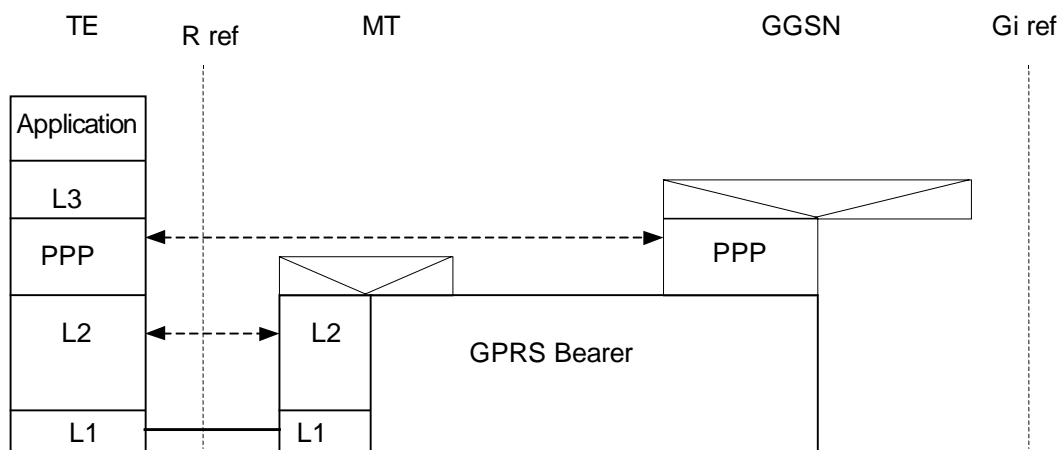 TE
R ref
MT
GGSN
Gi ref
Application
L3
PPP
PPP
L2
L2
GPRS Bearer
L1
L1